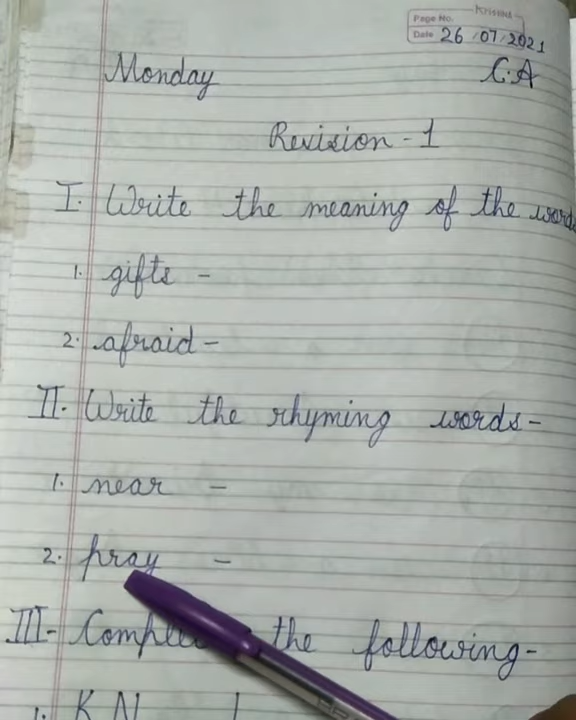 Page No.
Date 26/07/2021
Monday
C.A
Revision - 1
I. Write the meaning of the words
1. gifts -
2. afraid -
II. Write the rhyming words -
1. near -
2. pray -
III - the following -
1. K N